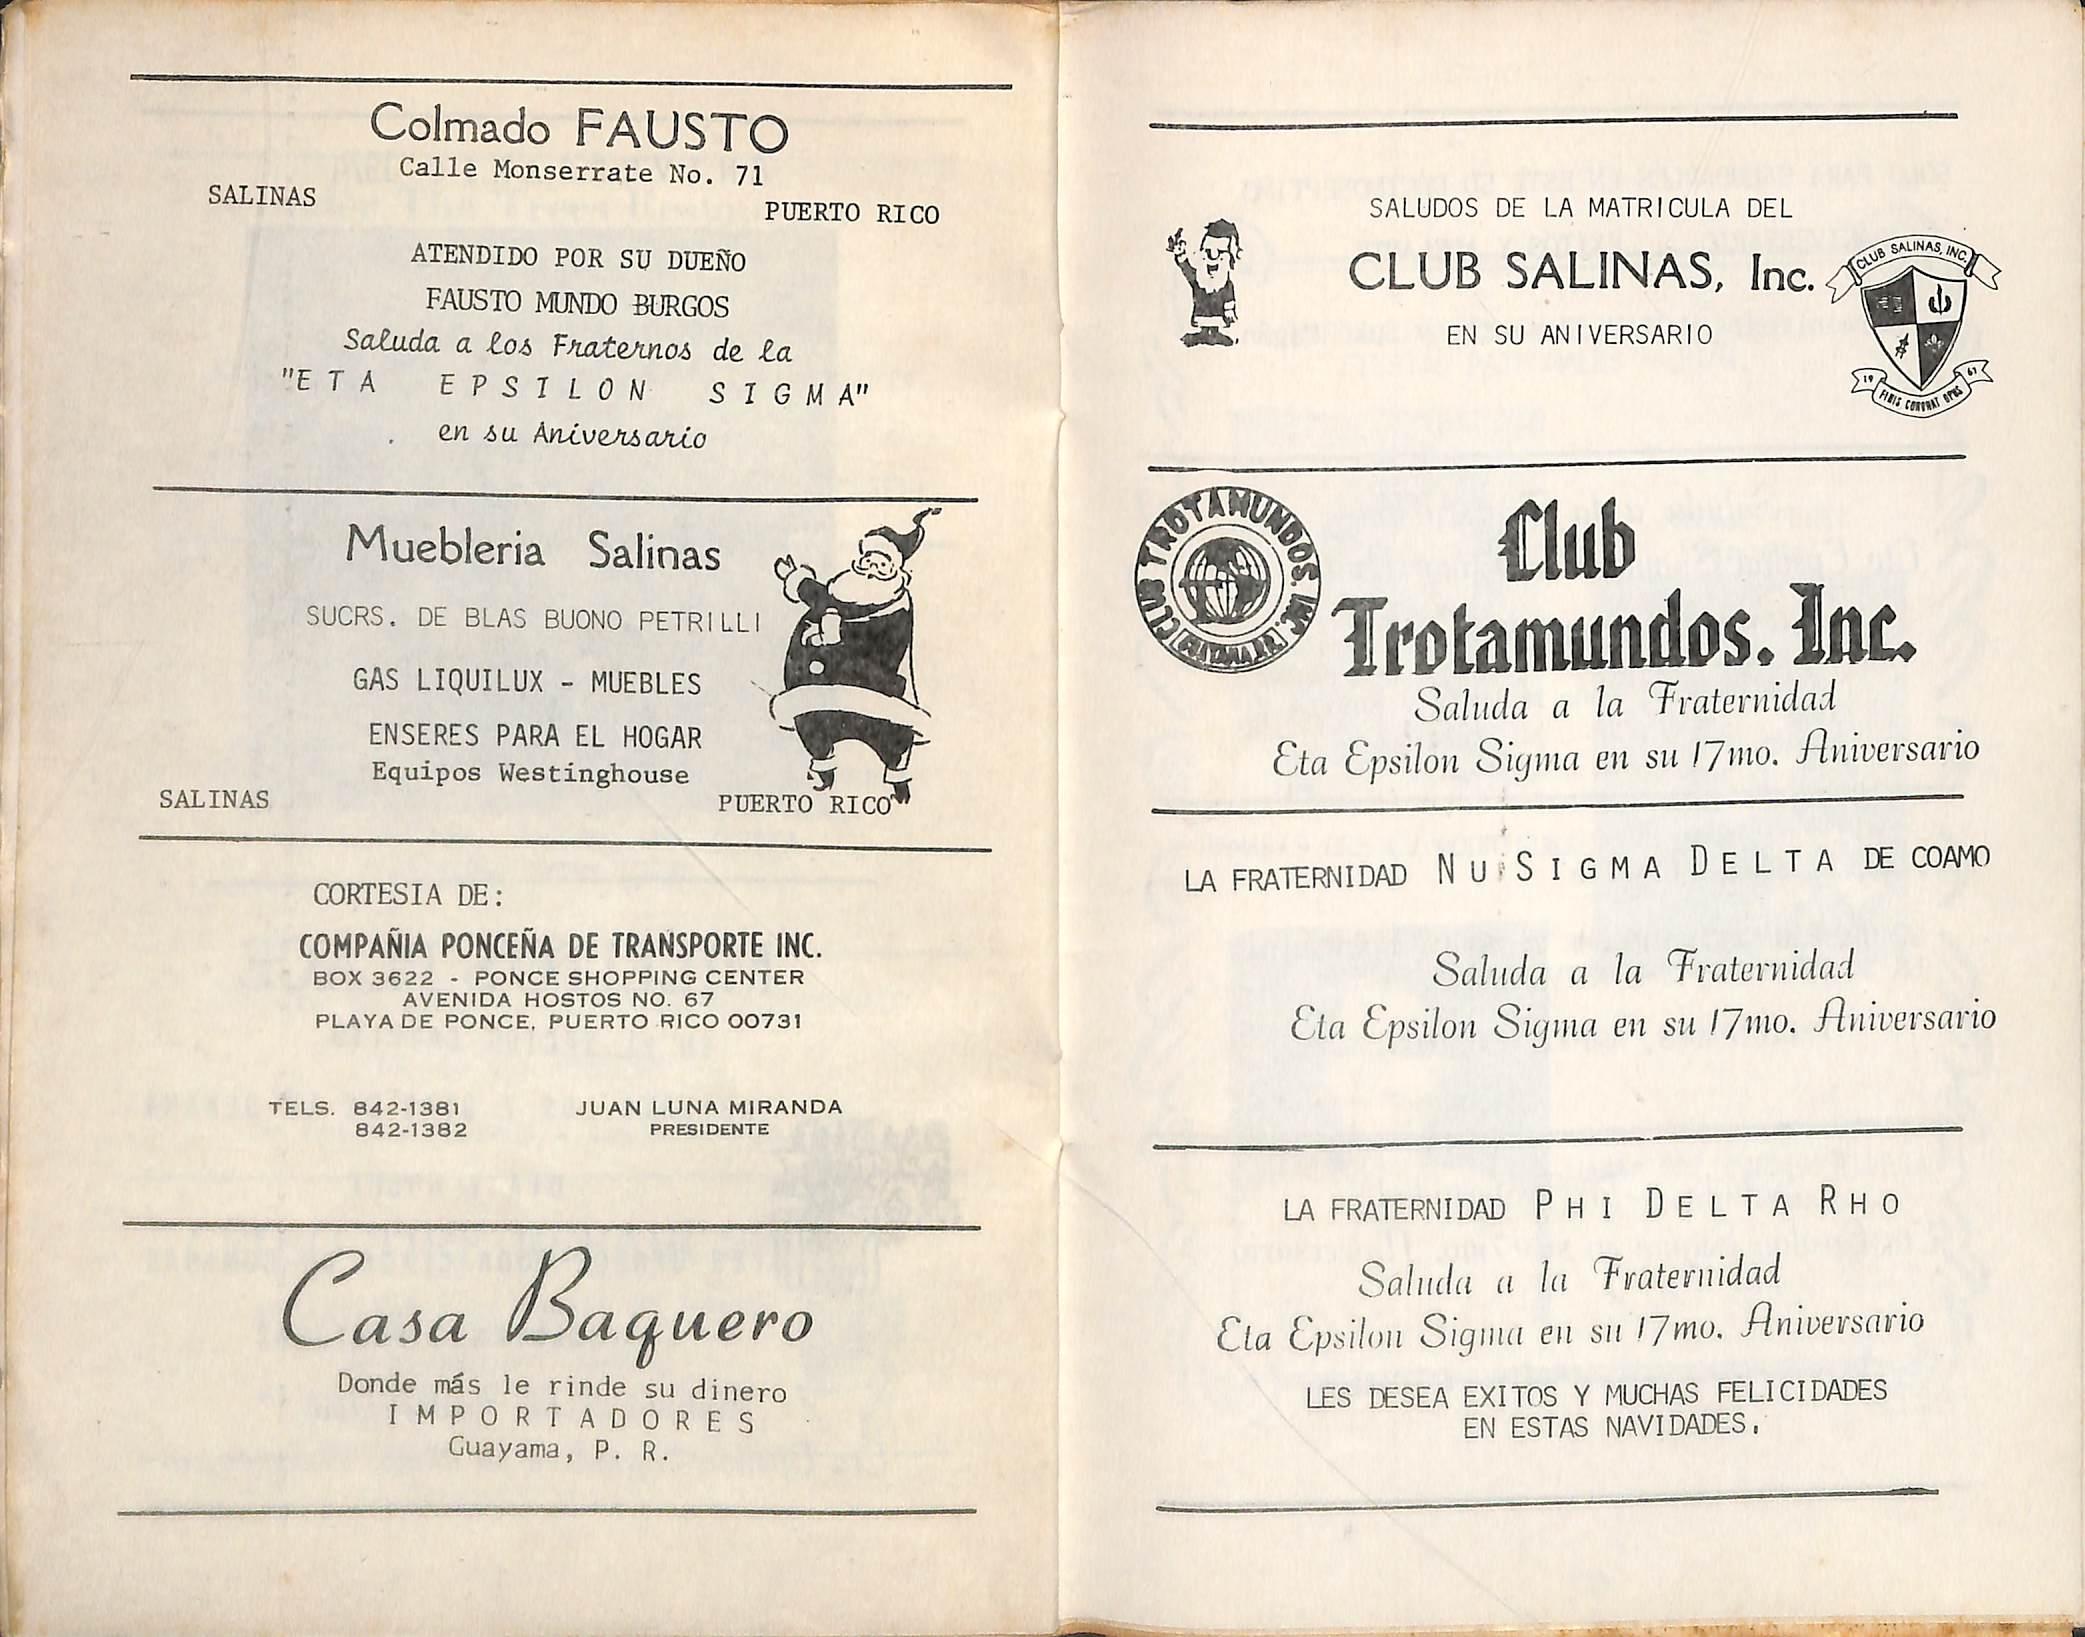 Colmado FAUSTO
Calle Monserrate No. 71
SALINAS PUERTO RICO
ATENDIDO POR SU DUEÑO
FAUSTO MUNDO BURGOS
Saluda a los Fraternos de la
"ETA EPSILON SIGMA"
en su Aniversario
Muebleria Salinas
SUCRS. DE BLAS BUONO PETRILLI
GAS LIQUILUX - MUEBLES
ENSERES PARA EL HOGAR
Equipos Westinghouse
SALINAS PUERTO RICO
CORTESIA DE:
COMPAÑIA PONCEÑA DE TRANSPORTE INC.
BOX 3622 - PONCE SHOPPING CENTER
AVENIDA HOSTOS NO. 67
PLAYA DE PONCE, PUERTO RICO 00731
TELS. 842-1381 JUAN LUNA MIRANDA
842-1382 PRESIDENTE
Casa Baquero
Donde más le rinde su dinero
IMPORTADORES
Guayama, P. R.
SALUDOS DE LA MATRICULA DEL
CLUB SALINAS, Inc.
EN SU ANIVERSARIO
CLUB SALINAS, INC.
19 61
FINIS CORONAT OPUS
CLUB TROTAMUNDOS, INC.
Club
Trotamundos. Inc.
Saluda a la Fraternidad
Eta Epsilon Sigma en su 17mo. Aniversario
LA FRATERNIDAD NU SIGMA DELTA DE COAMO
Saluda a la Fraternidad
Eta Epsilon Sigma en su 17mo. Aniversario
LA FRATERNIDAD PHI DELTA RHO
Saluda a la Fraternidad
Eta Epsilon Sigma en su 17mo. Aniversario
LES DESEA EXITOS Y MUCHAS FELICIDADES
EN ESTAS NAVIDADES.